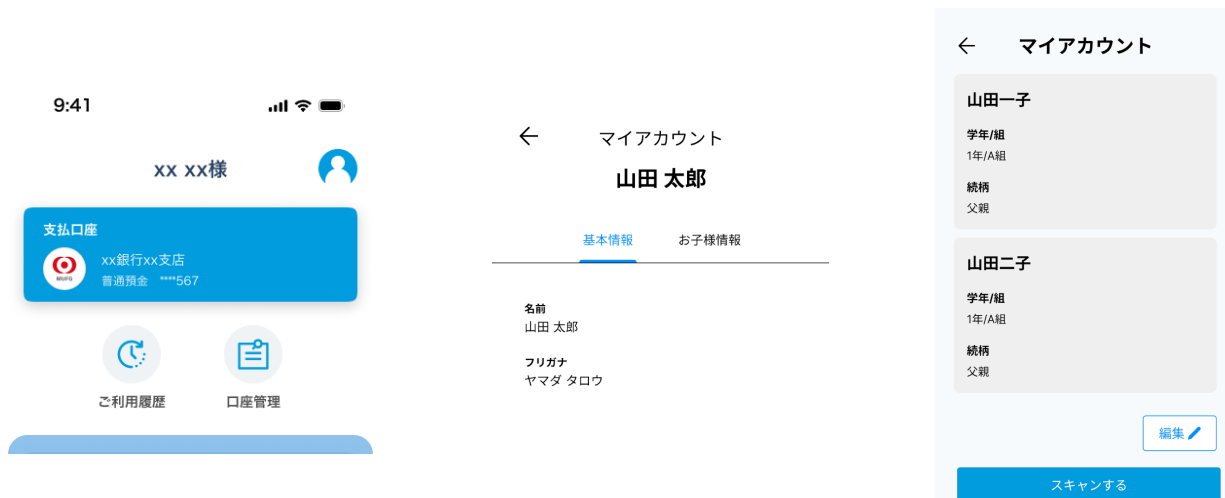 9:41
xx xx様
支払口座
xx銀行xx支店
MUFG
普通預金 ****567
ご利用履歴
口座管理
マイアカウント
山田 太郎
基本情報
お子様情報
名前
山田 太郎
フリガナ
ヤマダ タロウ
マイアカウント
山田一子
学年/組
1年/A組
続柄
父親
山田二子
学年/組
1年/A組
続柄
父親
編集
スキャンする